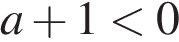 a + 1 < 0